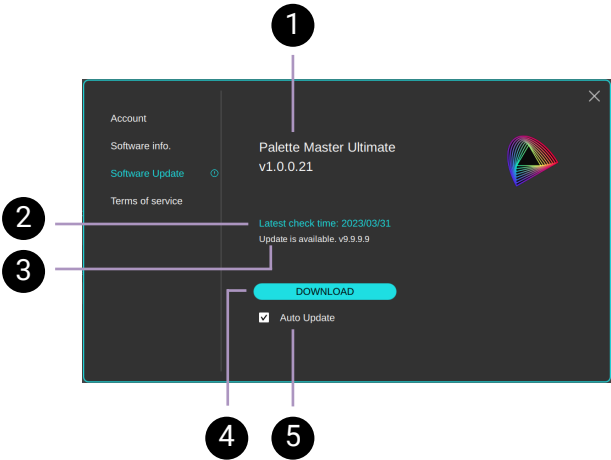 1
Account
Software info.
Software Update
Terms of service
Palette Master Ultimate
v1.0.0.21
2
Latest check time: 2023/03/31
3
Update is available. v9.9.9.9
DOWNLOAD
Auto Update
4
5